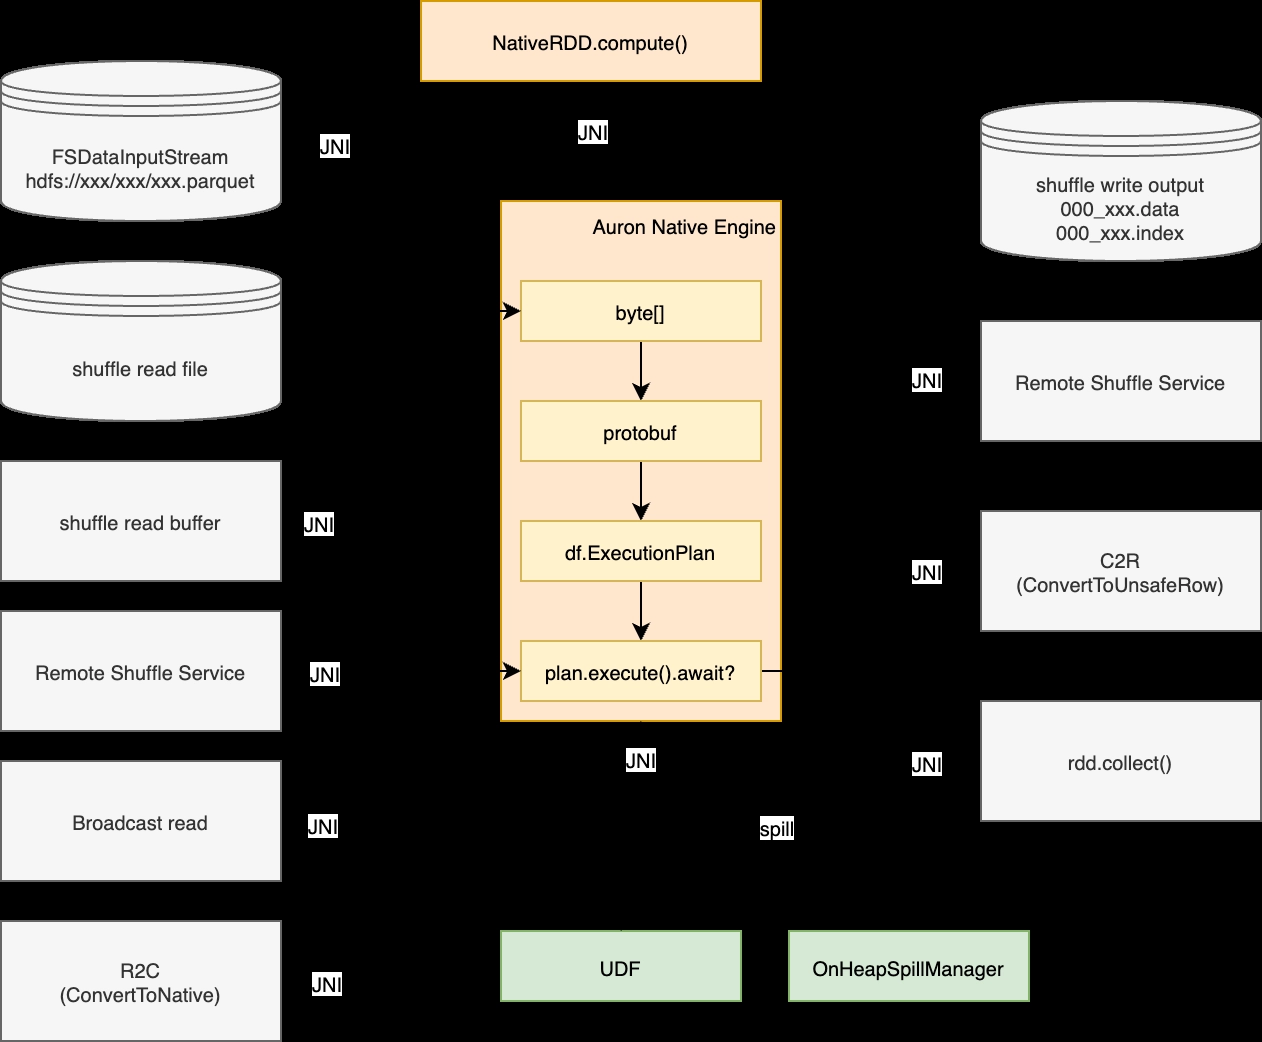 NativeRDD.compute()
JNI
FSDataInputStream
hdfs://xxx/xxx/xxx.parquet
JNI
shuffle read file
shuffle read buffer
JNI
Remote Shuffle Service
JNI
Broadcast read
JNI
R2C
(ConvertToNative)
JNI
Auron Native Engine
byte[]
protobuf
df.ExecutionPlan
plan.execute().await?
JNI
spill
UDF
OnHeapSpillManager
shuffle write output
000_xxx.data
000_xxx.index
JNI
Remote Shuffle Service
JNI
C2R
(ConvertToUnsafeRow)
JNI
rdd.collect()